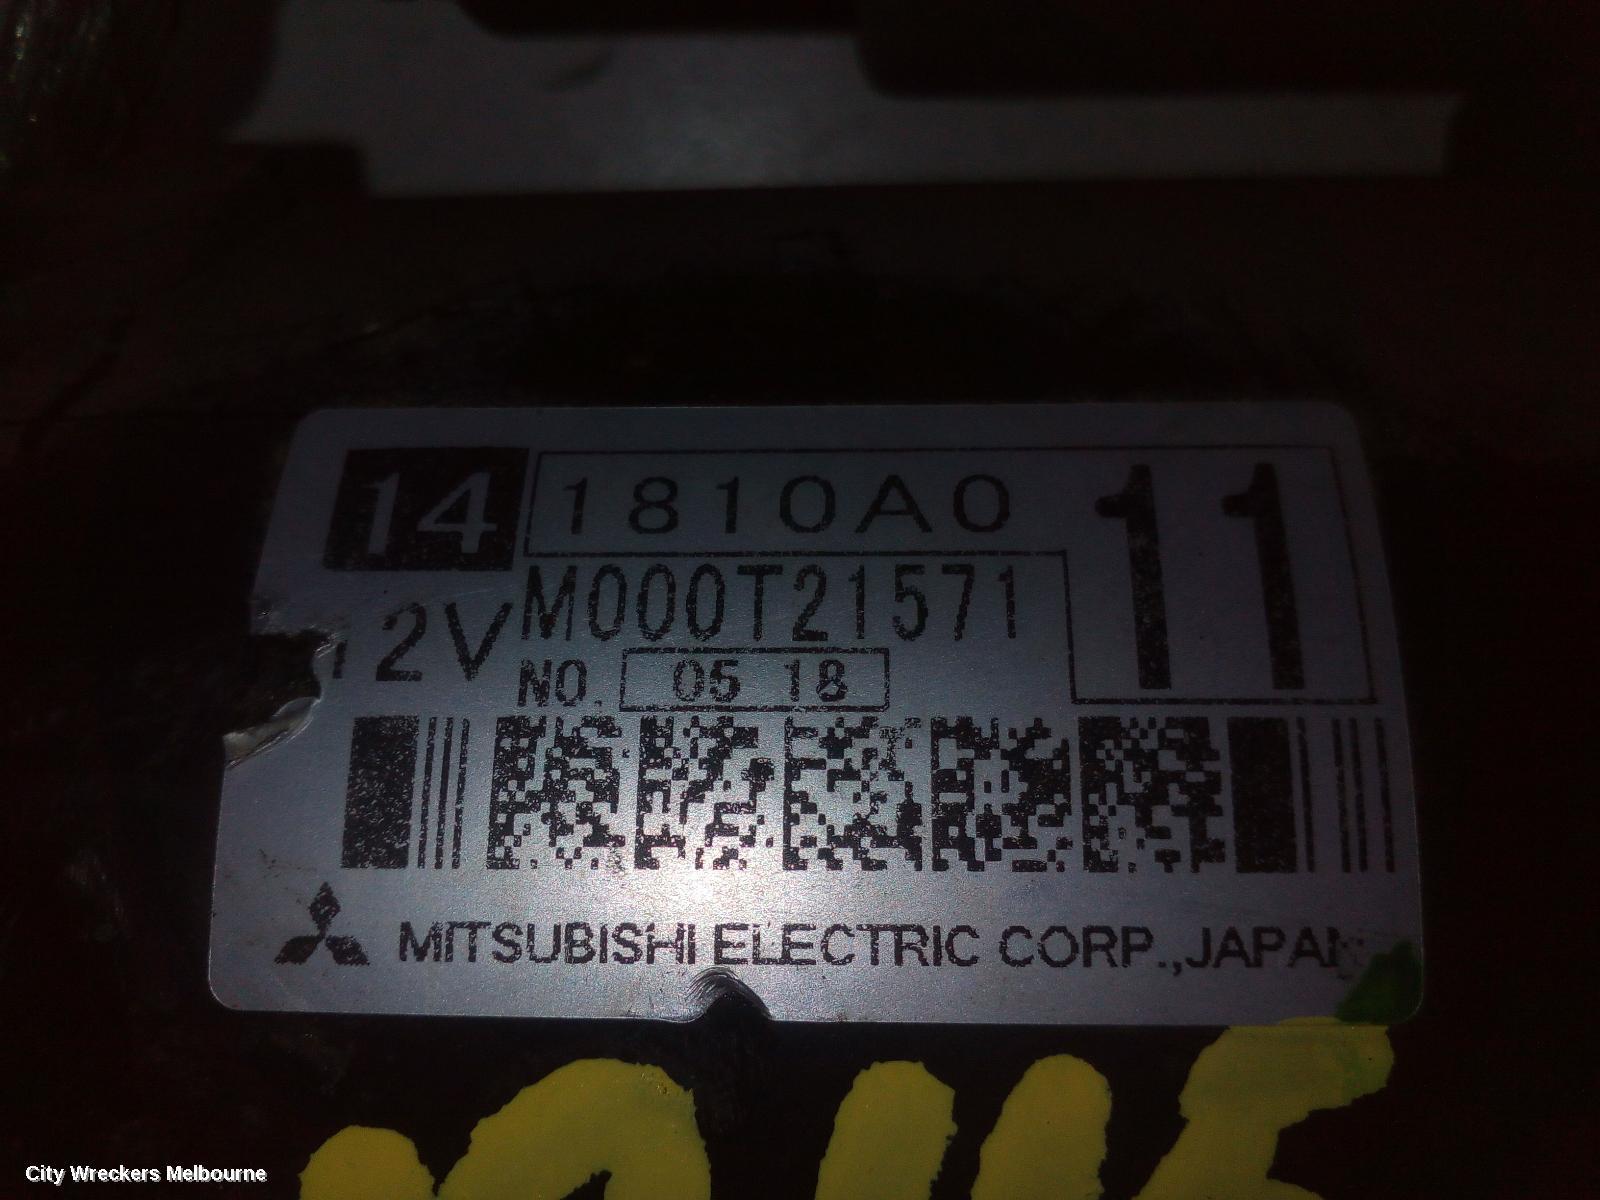 14 1810A0 11
12V M000T21571
NO. 05 18
MITSUBISHI ELECTRIC CORP., JAPAN
City Wreckers Melbourne